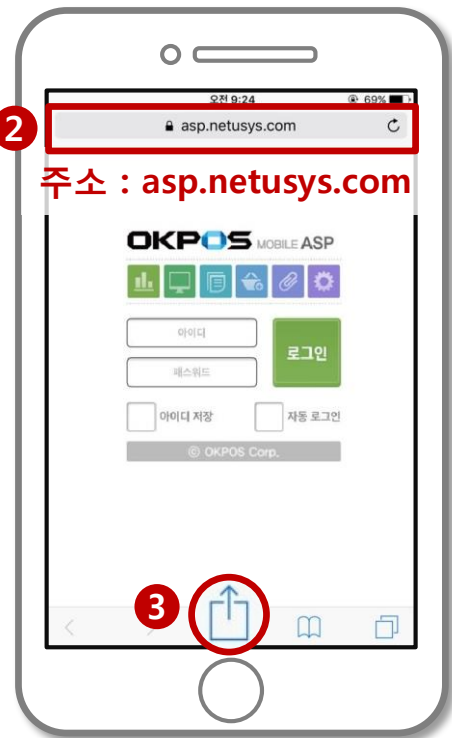 오전 9:24 69%
2
asp.netusys.com
주소 : asp.netusys.com
OKPOS MOBILE ASP
아이디
로그인
패스워드
아이디 저장 자동 로그인
© OKPOS Corp.
3